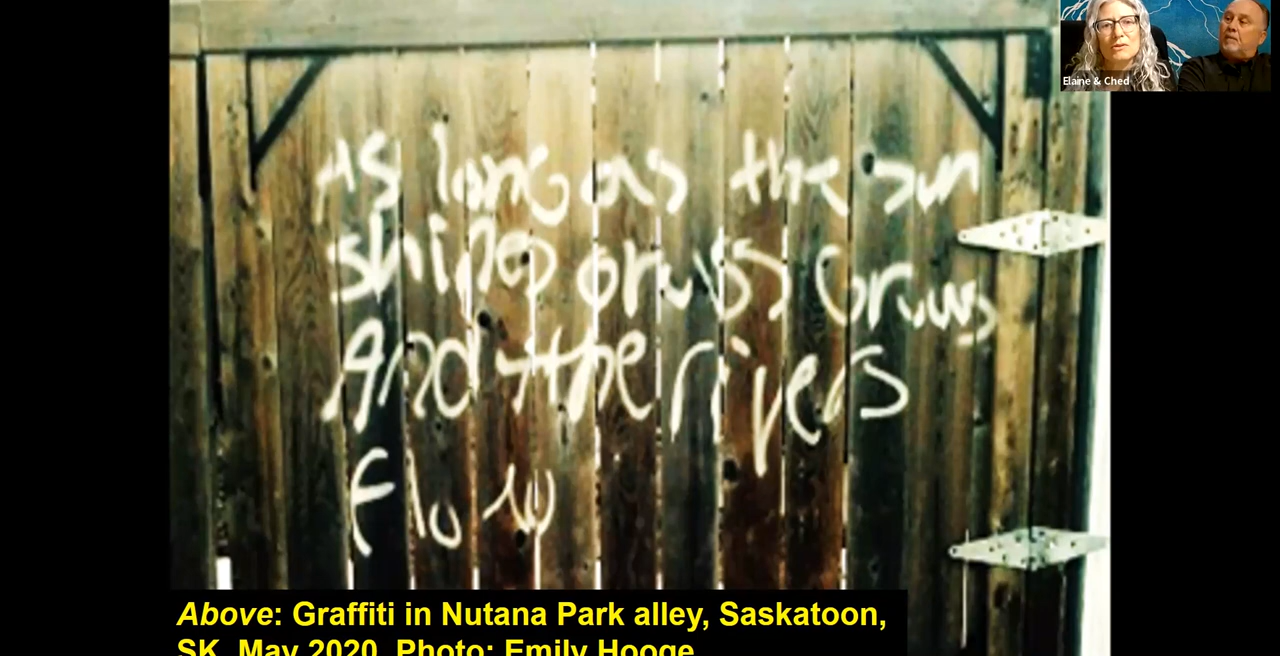 Elaine & Ched
As long as the sun
shines grass Grows
And the rivers
flow
Above: Graffiti in Nutana Park alley, Saskatoon,
SK, May 2020. Photo: Emily Hooge